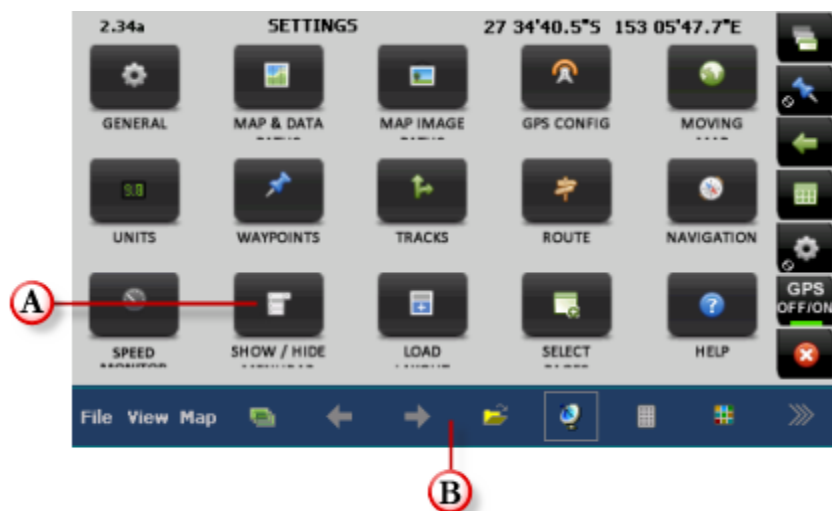 2.34a SETTINGS 27 34'40.5"S 153 05'47.7"E
GENERAL MAP & DATA MAP IMAGE GPS CONFIG MOVING
9.8
UNITS WAYPOINTS TRACKS ROUTE NAVIGATION
A
GPS
OFF/ON
SPEED SHOW / HIDE LOAD SELECT HELP
File View Map
B